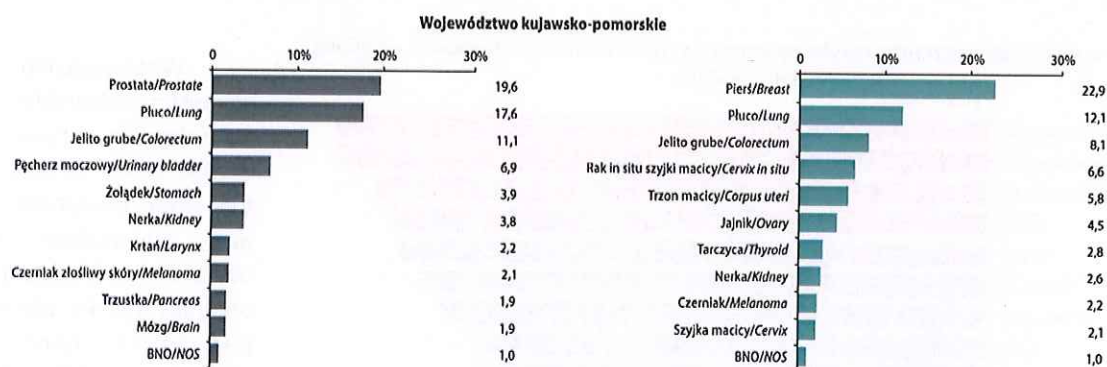 Województwo kujawsko-pomorskie
0 10% 20% 30%
Prostata/Prostate 19,6
Płuco/Lung 17,6
Jelito grube/Colorectum 11,1
Pęcherz moczowy/Urinary bladder 6,9
Żołądek/Stomach 3,9
Nerka/Kidney 3,8
Krtań/Larynx 2,2
Czerniak złośliwy skóry/Melanoma 2,1
Trzustka/Pancreas 1,9
Mózg/Brain 1,9
BNO/NOS 1,0
0 10% 20% 30%
Pierś/Breast 22,9
Płuco/Lung 12,1
Jelito grube/Colorectum 8,1
Rak in situ szyjki macicy/Cervix in situ 6,6
Trzon macicy/Corpus uteri 5,8
Jajnik/Ovary 4,5
Tarczyca/Thyroid 2,8
Nerka/Kidney 2,6
Czerniak/Melanoma 2,2
Szyjka macicy/Cervix 2,1
BNO/NOS 1,0